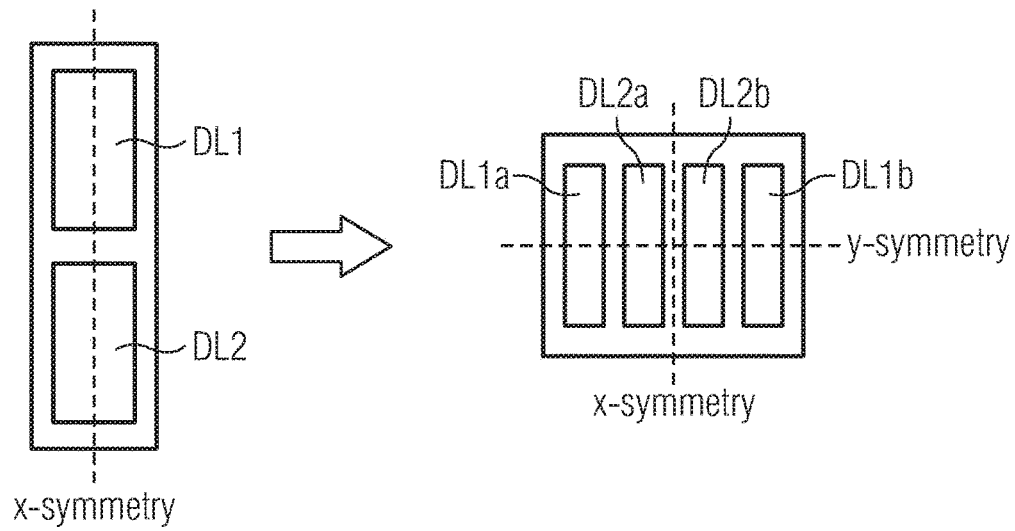 DL1
DL2
x-symmetry
DL2a DL2b
DL1a
DL1b
y-symmetry
x-symmetry